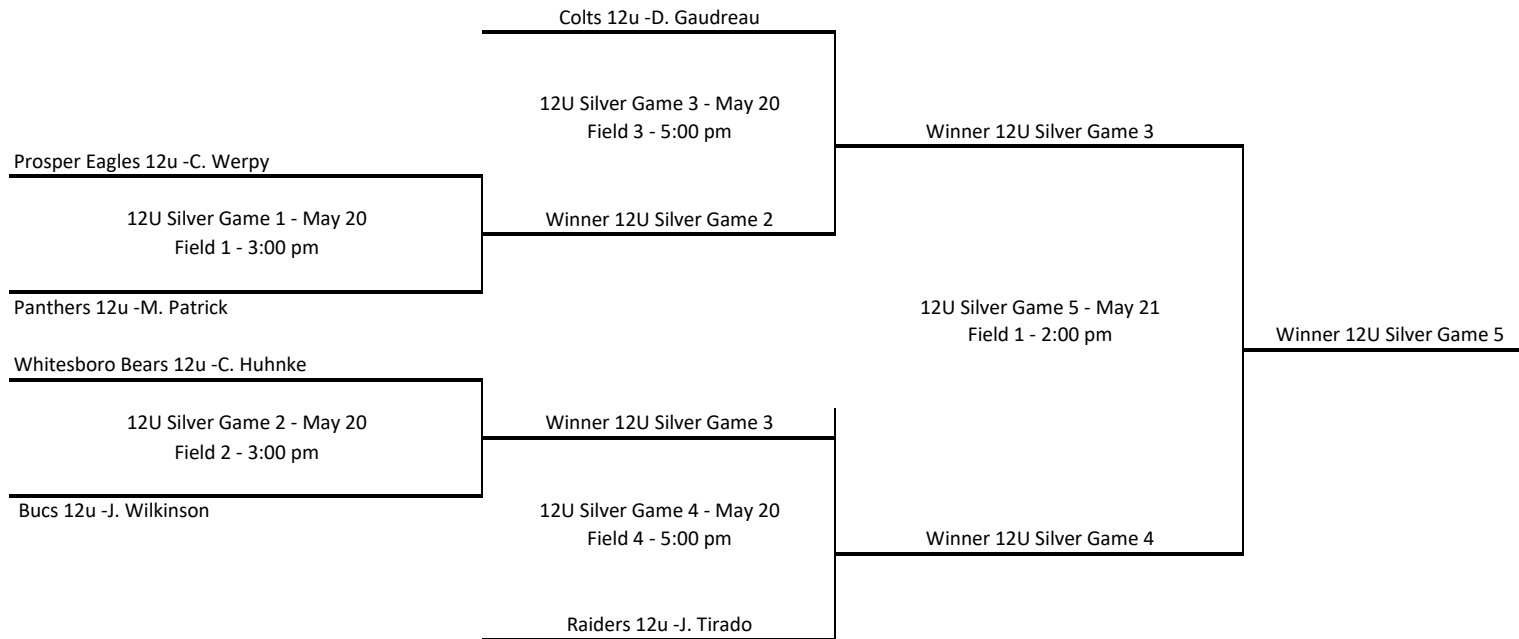 Colts 12u -D. Gaudreau
12U Silver Game 3 - May 20
Field 3 - 5:00 pm
Winner 12U Silver Game 3
Prosper Eagles 12u -C. Werpy
12U Silver Game 1 - May 20
Field 1 - 3:00 pm
Winner 12U Silver Game 2
Panthers 12u -M. Patrick
12U Silver Game 5 - May 21
Field 1 - 2:00 pm
Winner 12U Silver Game 5
Whitesboro Bears 12u -C. Huhnke
12U Silver Game 2 - May 20
Field 2 - 3:00 pm
Winner 12U Silver Game 3
Bucs 12u -J. Wilkinson
12U Silver Game 4 - May 20
Field 4 - 5:00 pm
Winner 12U Silver Game 4
Raiders 12u -J. Tirado